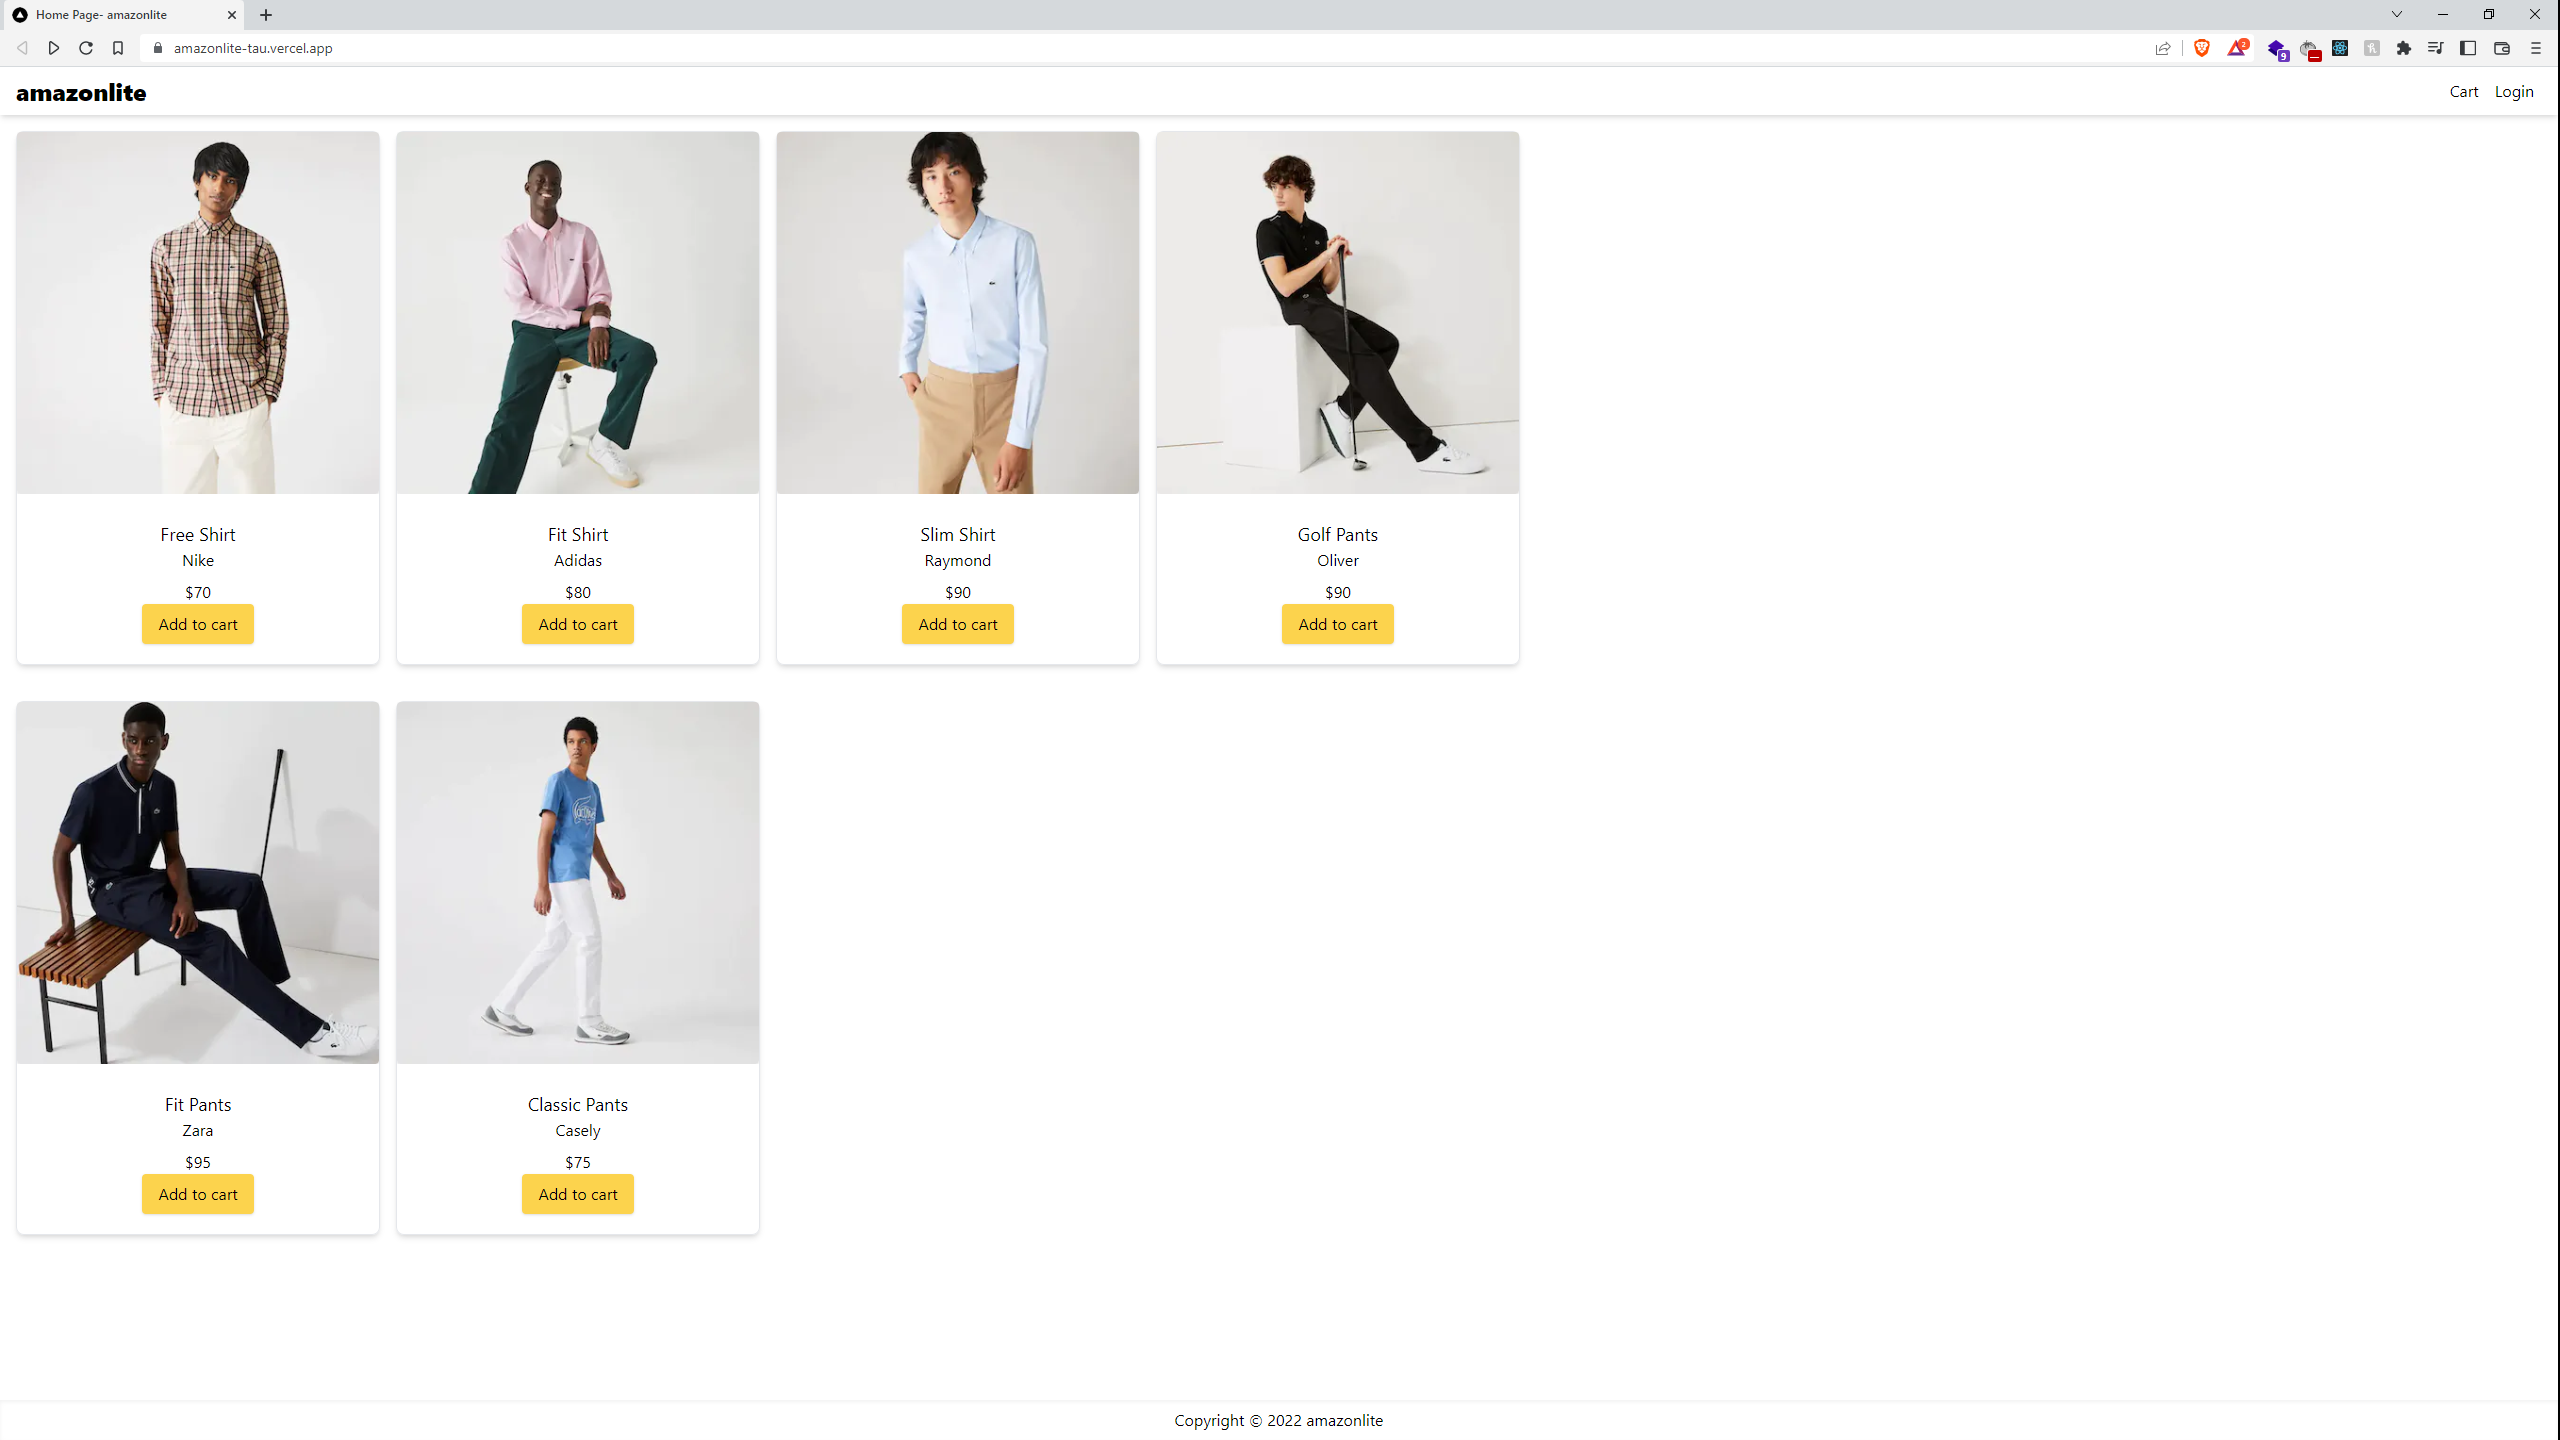 Home Page- amazonlite
amazonlite-tau.vercel.app
2
9
amazonlite
Cart
Login
Free Shirt
Nike
$70
Add to cart
Fit Shirt
Adidas
$80
Add to cart
Slim Shirt
Raymond
$90
Add to cart
Golf Pants
Oliver
$90
Add to cart
Fit Pants
Zara
$95
Add to cart
Classic Pants
Casely
$75
Add to cart
Copyright © 2022 amazonlite